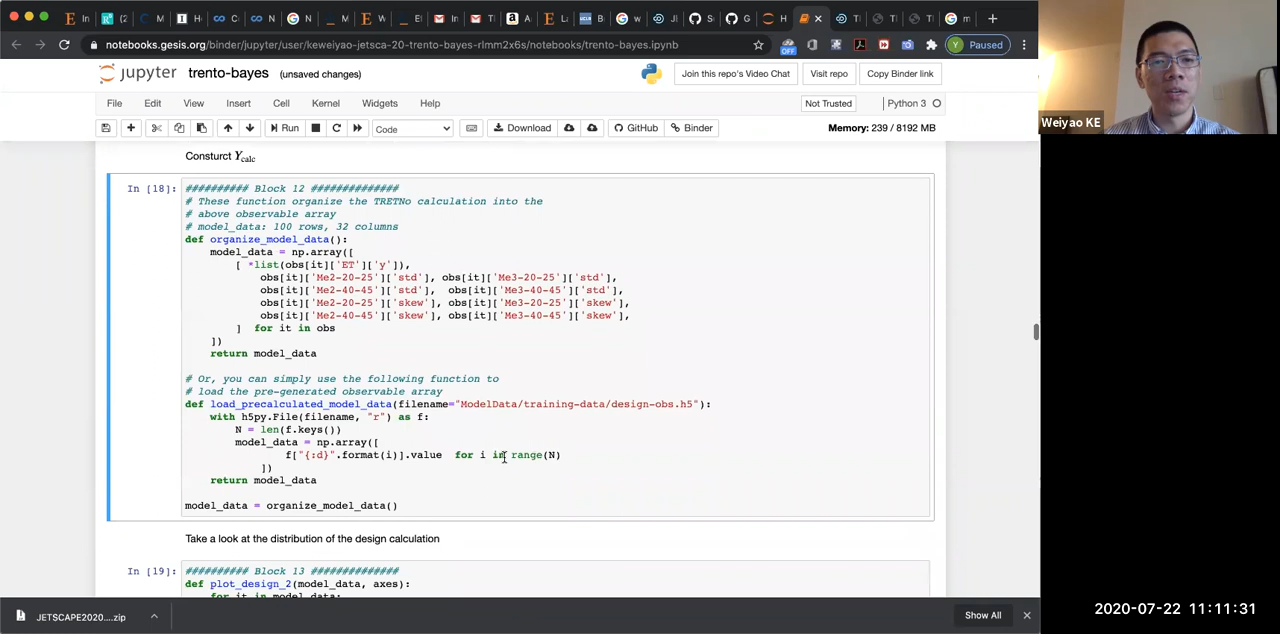 notebooks.gesis.org/binder/jupyter/user/keweiyao-jetsca-20-trento-bayes-rlmm2x6s/notebooks/trento-bayes.ipynb
OFF
Y Paused
jupyter trento-bayes (unsaved changes)
Join this repo's Video Chat
Visit repo
Copy Binder link
File Edit View Insert Cell Kernel Widgets Help
Not Trusted
Python 3
Run
Code
Download
GitHub
Binder
Memory: 239 / 8192 MB
Weiyao KE
Consturct Ycalc
In [18]:
########## Block 12 ##############
# These function organize the TRETNo calculation into the
# above observable array
# model_data: 100 rows, 32 columns
def organize_model_data():
model_data = np.array([
[ *list(obs[it]['ET']['y']),
obs[it]['Me2-20-25']['std'], obs[it]['Me3-20-25']['std'],
obs[it]['Me2-40-45']['std'], obs[it]['Me3-40-45']['std'],
obs[it]['Me2-20-25']['skew'], obs[it]['Me3-20-25']['skew'],
obs[it]['Me2-40-45']['skew'], obs[it]['Me3-40-45']['skew'],
] for it in obs
])
return model_data
# Or, you can simply use the following function to
# load the pre-generated observable array
def load_precalculated_model_data(filename="ModelData/training-data/design-obs.h5"):
with h5py.File(filename, "r") as f:
N = len(f.keys())
model_data = np.array([
f["{:d}".format(i)].value for i in range(N)
])
return model_data
model_data = organize_model_data()
Take a look at the distribution of the design calculation
In [19]:
########## Block 13 ##############
def plot_design_2(model_data, axes):
for it in model_data:
JETSCAPE2020....zip
Show All
2020-07-22 11:11:31